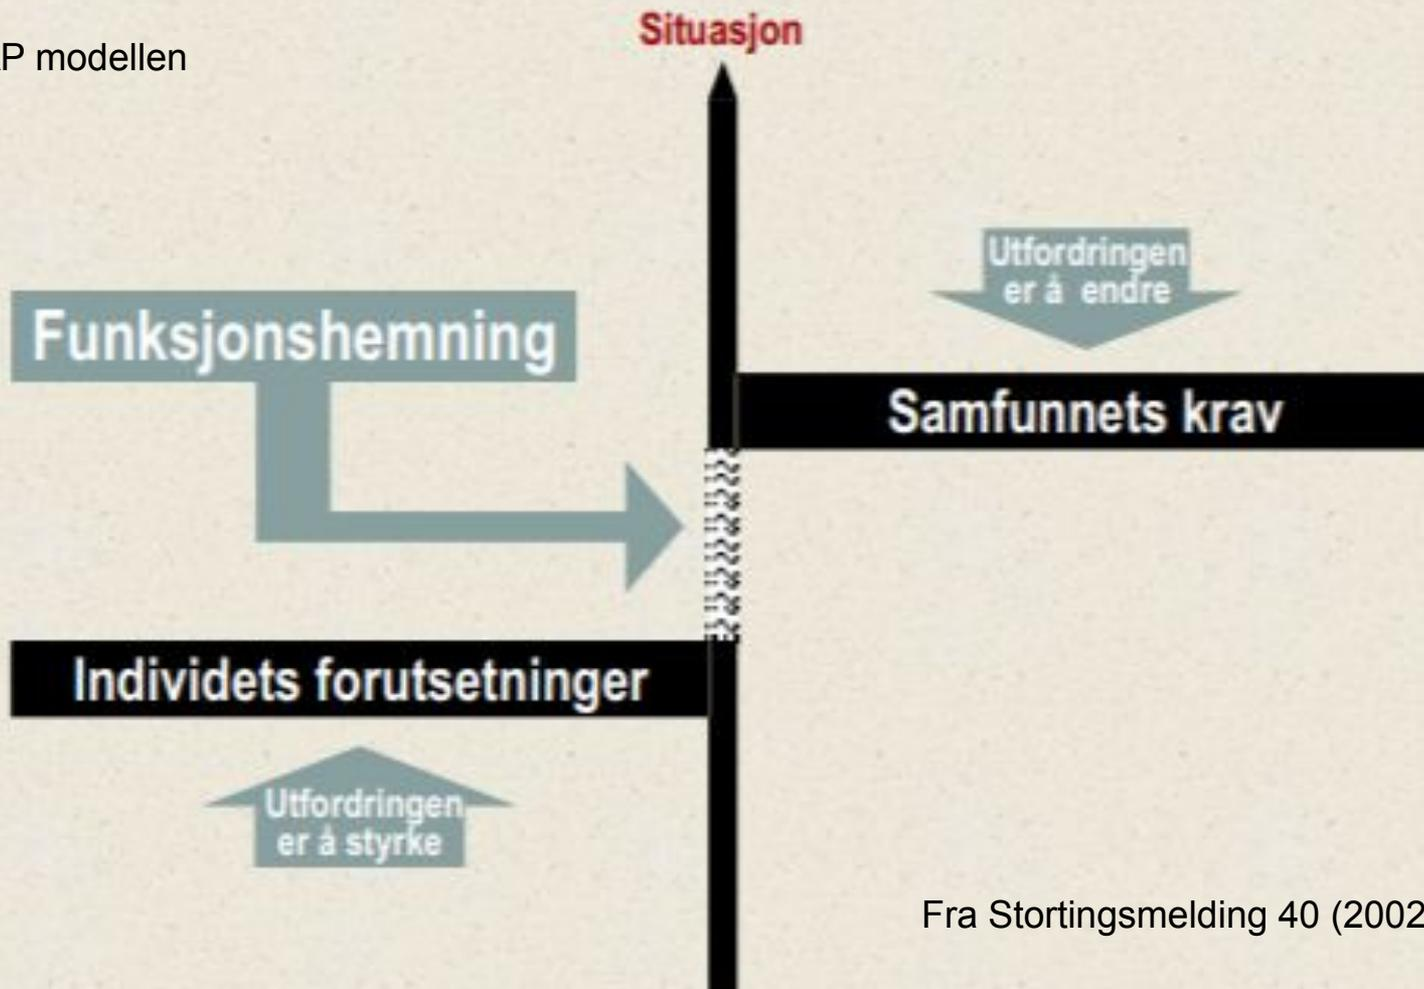 P modellen
Situasjon
Utfordringen
er å endre
Funksjonshemning
Samfunnets krav
Individets forutsetninger
Utfordringen
er å styrke
Fra Stortingsmelding 40 (2002